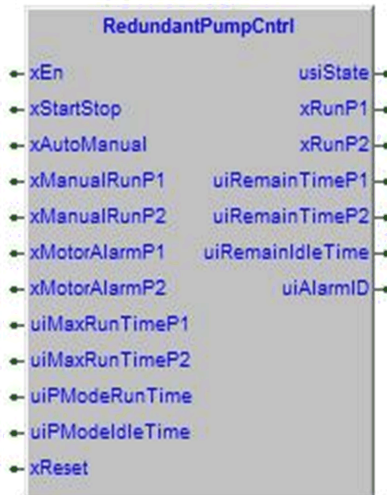 RedundantPumpCntrl
xEn usiState
xStartStop xRunP1
xAutoManual xRunP2
xManualRunP1 uiRemainTimeP1
xManualRunP2 uiRemainTimeP2
xMotorAlarmP1 uiRemainIdleTime
xMotorAlarmP2 uiAlarmID
uiMaxRunTimeP1
uiMaxRunTimeP2
uiPModeRunTime
uiPModeIdleTime
xReset